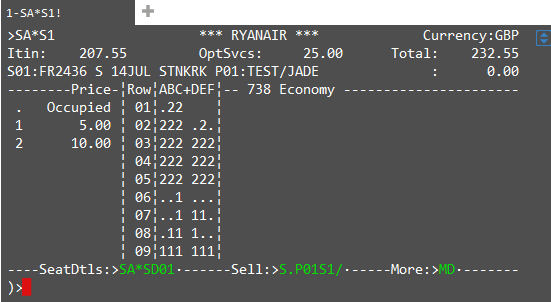 1-SA*S1!
+
>SA*S1 *** RYANAIR *** Currency:GBP
Itin: 207.55 OptSvcs: 25.00 Total: 232.55
S01:FR2436 S 14JUL STNKRK P01:TEST/JADE : 0.00
--------Price-¦Row¦ABC+DEF¦-- 738 Economy ----------------------
. Occupied ¦ 01¦.22
1 5.00 ¦ 02¦222 .2.¦
2 10.00 ¦ 03¦222 222¦
¦ 04¦222 222¦
¦ 05¦222 222¦
¦ 06¦..1 ...¦
¦ 07¦..1 11.¦
¦ 08¦.11 1..¦
¦ 09¦111 111¦
----SeatDtls:>SA*SD01·-------Sell:>S.P01S1/·------More:>MD·--------
)>